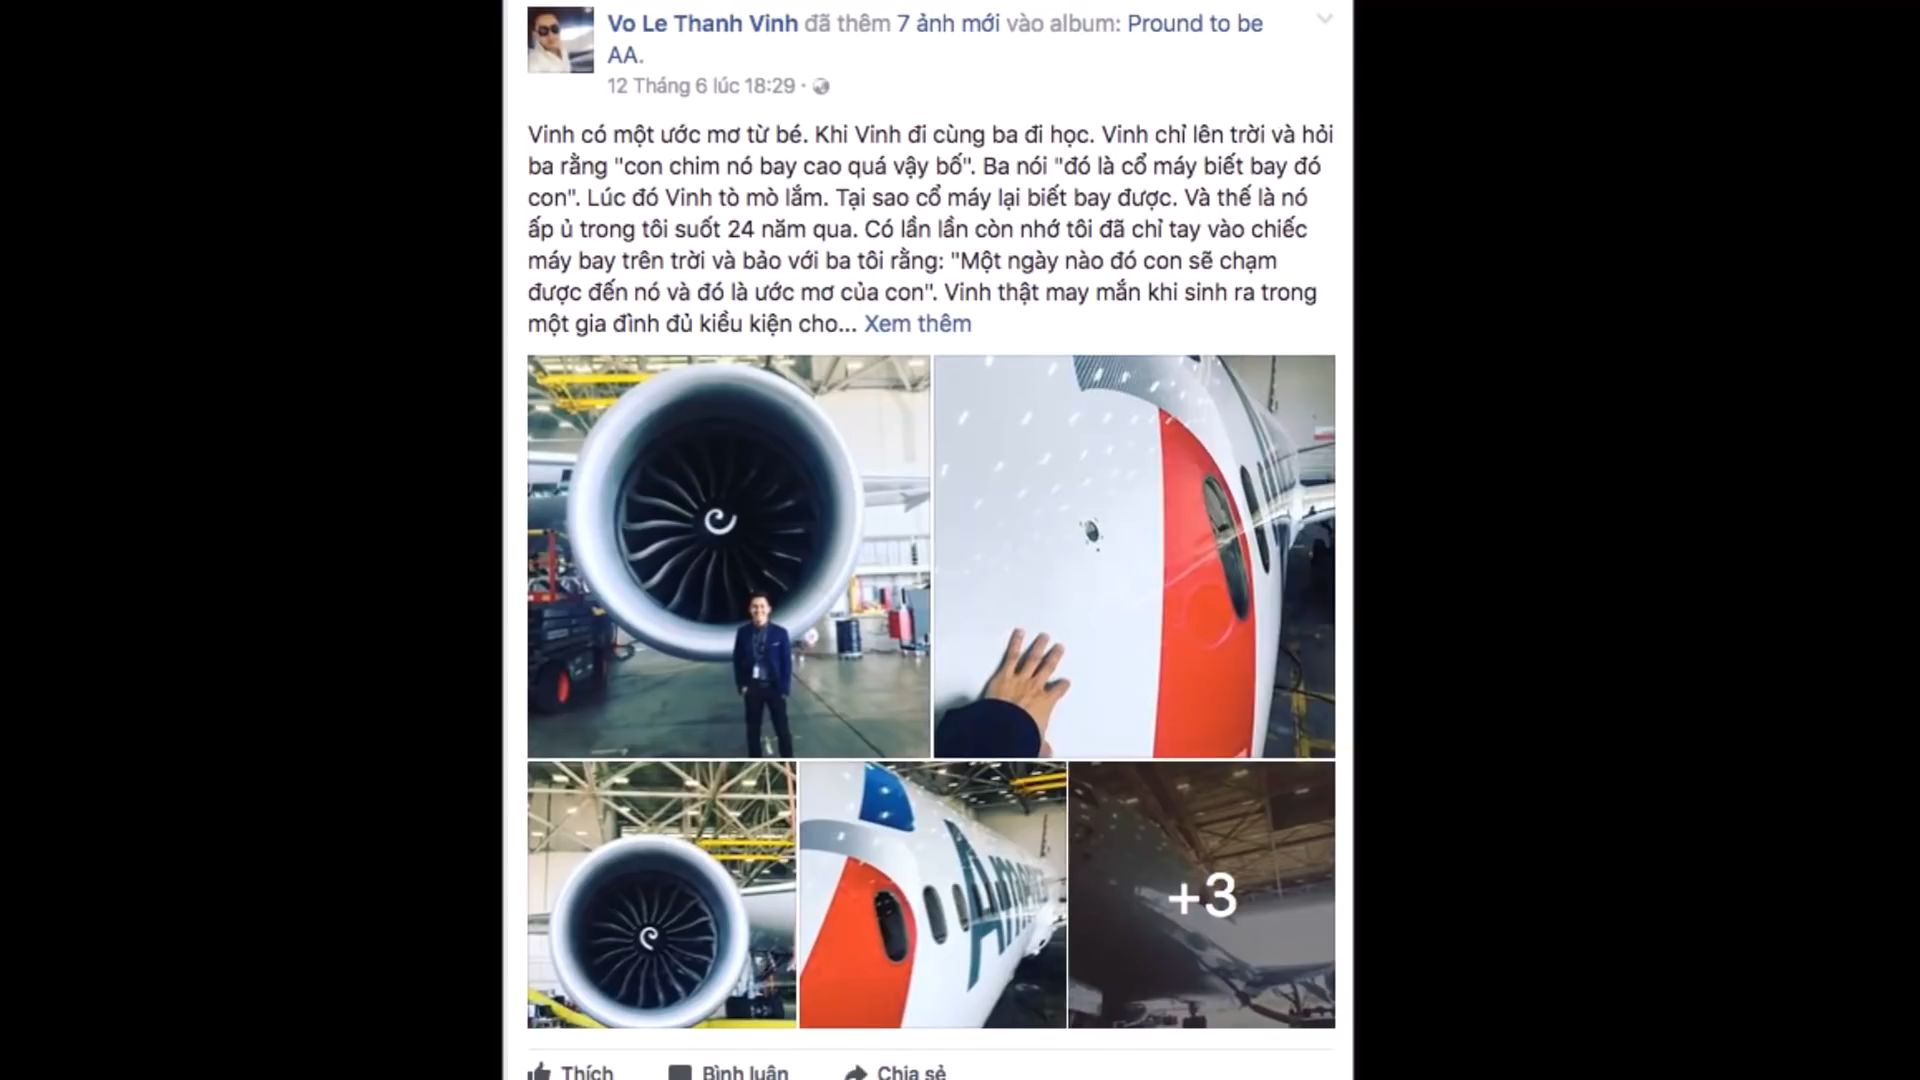 Vo Le Thanh Vinh đã thêm 7 ảnh mới vào album: Pround to be
AA.
12 Tháng 6 lúc 18:29 ·
Vinh có một ước mơ từ bé. Khi Vinh đi cùng ba đi học. Vinh chỉ lên trời và hỏi
ba rằng "con chim nó bay cao quá vậy bố". Ba nói "đó là cổ máy biết bay đó
con". Lúc đó Vinh tò mò lắm. Tại sao cổ máy lại biết bay được. Và thế là nó
ấp ủ trong tôi suốt 24 năm qua. Có lần lần còn nhớ tôi đã chỉ tay vào chiếc
máy bay trên trời và bảo với ba tôi rằng: "Một ngày nào đó con sẽ chạm
được đến nó và đó là ước mơ của con". Vinh thật may mắn khi sinh ra trong
một gia đình đủ kiều kiện cho... Xem thêm
+3
Thích Bình luận Chia sẻ